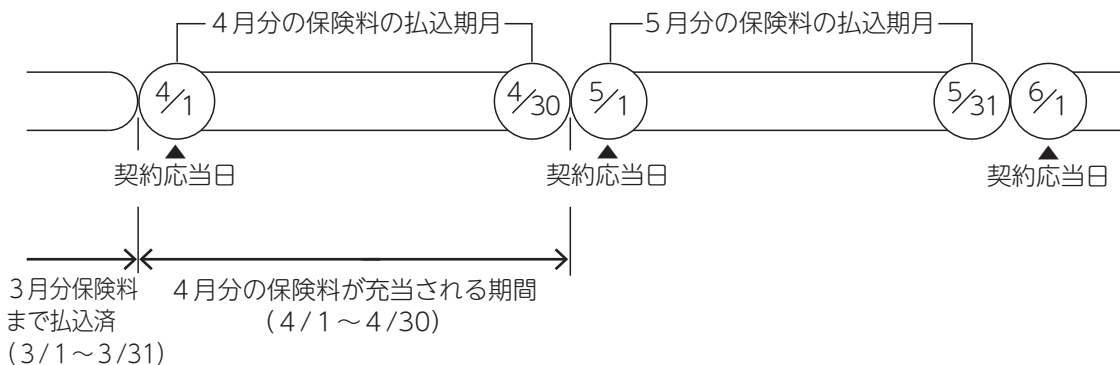 ４月分の保険料の払込期月
５月分の保険料の払込期月
4/1
4/30
5/1
5/31
6/1
▲
▲
▲
契約応当日
契約応当日
契約応当日
３月分保険料
まで払込済
（3/1～3/31）
４月分の保険料が充当される期間
（4/1～4/30）